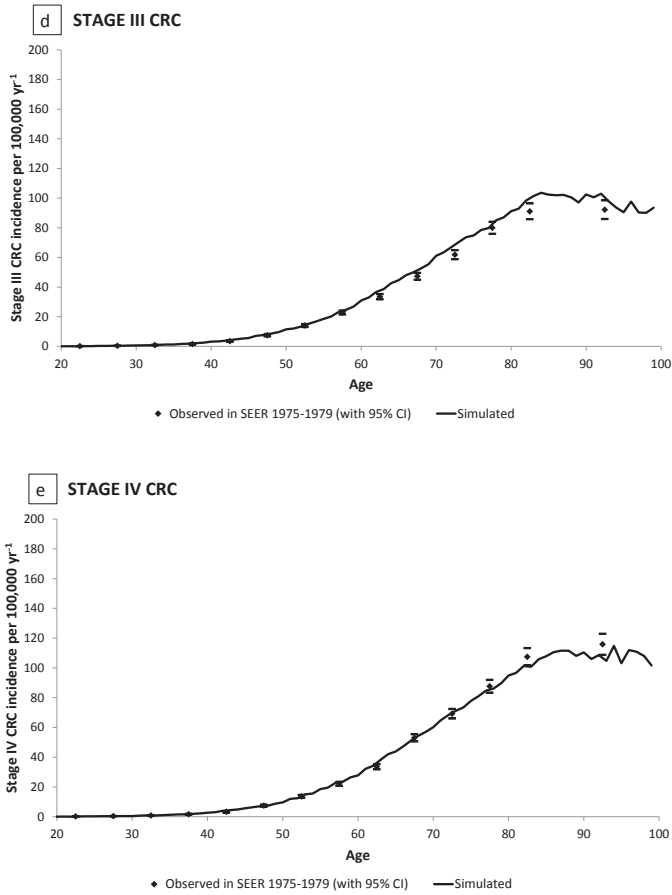 d STAGE III CRC
Stage III CRC incidence per 100,000 yr-1
200
180
160
140
120
100
80
60
40
20
0
20 30 40 50 60 70 80 90 100
Age
Observed in SEER 1975-1979 (with 95% CI) Simulated
e STAGE IV CRC
Stage IV CRC incidence per 100,000 yr-1
200
180
160
140
120
100
80
60
40
20
0
20 30 40 50 60 70 80 90 100
Age
Observed in SEER 1975-1979 (with 95% CI) Simulated